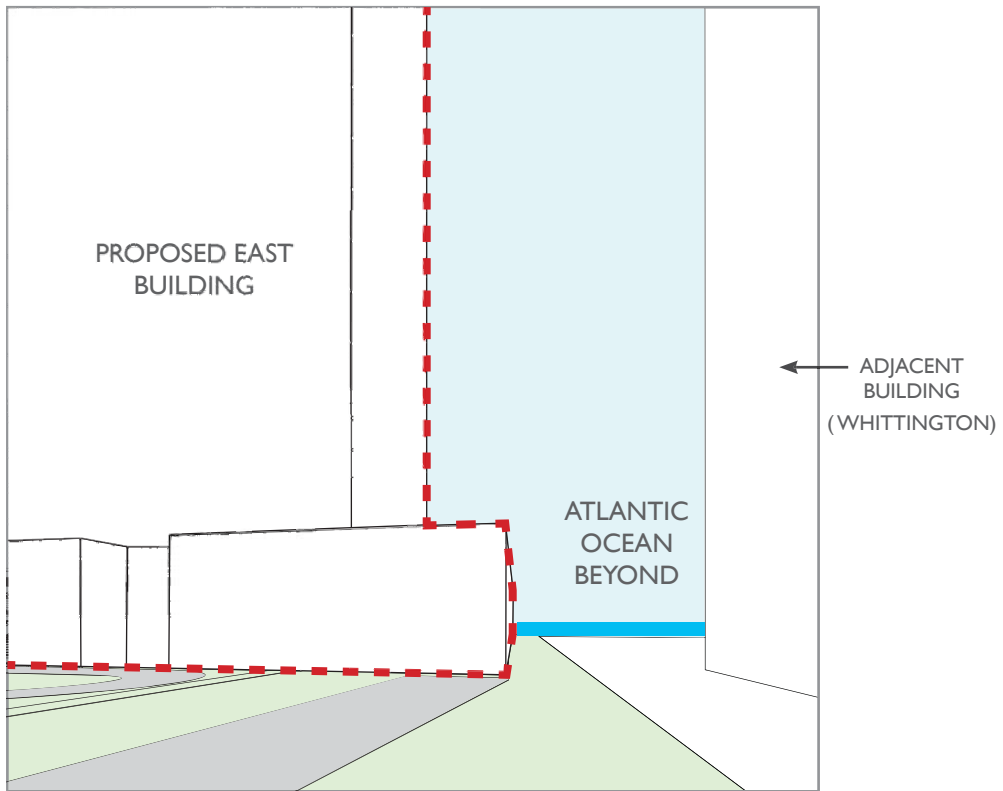 PROPOSED EAST
BUILDING
ADJACENT
BUILDING
(WHITTINGTON)
ATLANTIC
OCEAN
BEYOND